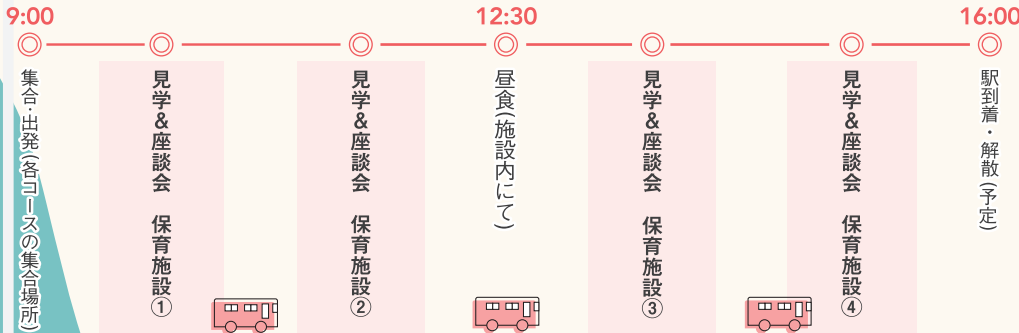 9:00
集合・出発(各コースの集合場所)
見学&座談会 保育施設①
見学&座談会 保育施設②
12:30
昼食(施設内にて)
見学&座談会 保育施設③
見学&座談会 保育施設④
16:00
駅到着・解散(予定)